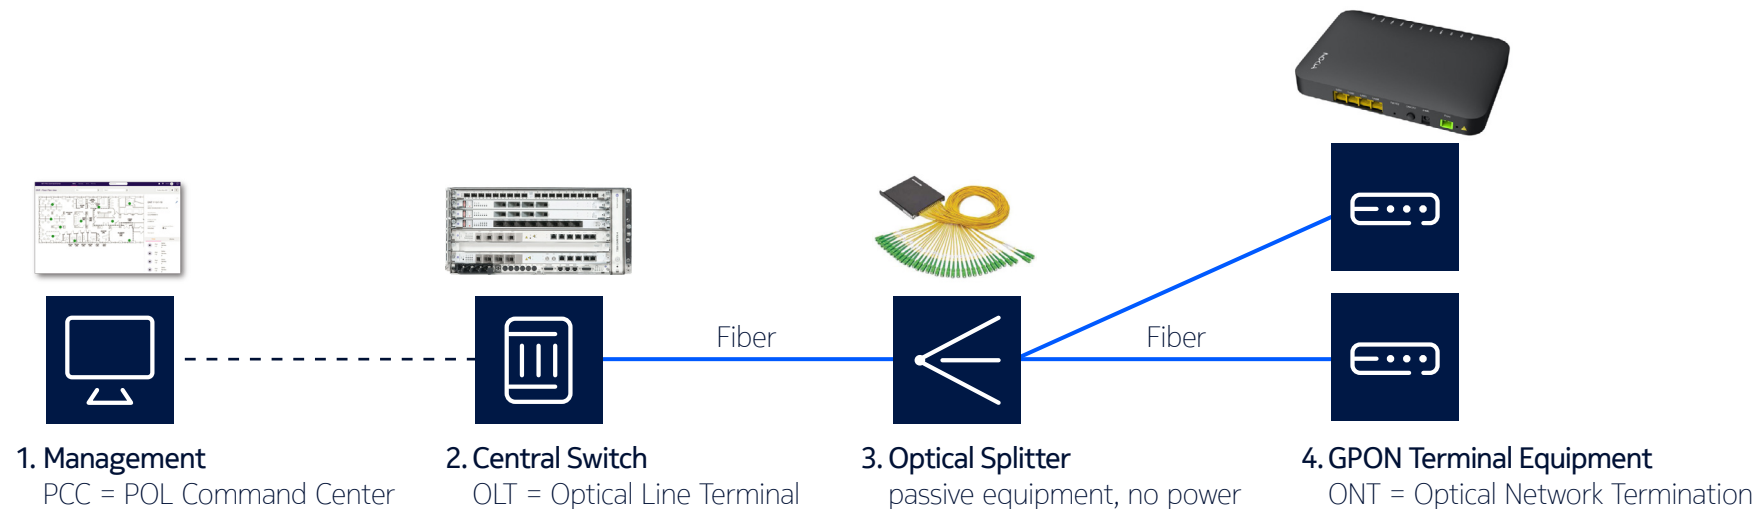 Fiber
Fiber
1. Management
PCC = POL Command Center
2. Central Switch
OLT = Optical Line Terminal
3. Optical Splitter
passive equipment, no power
4. GPON Terminal Equipment
ONT = Optical Network Termination